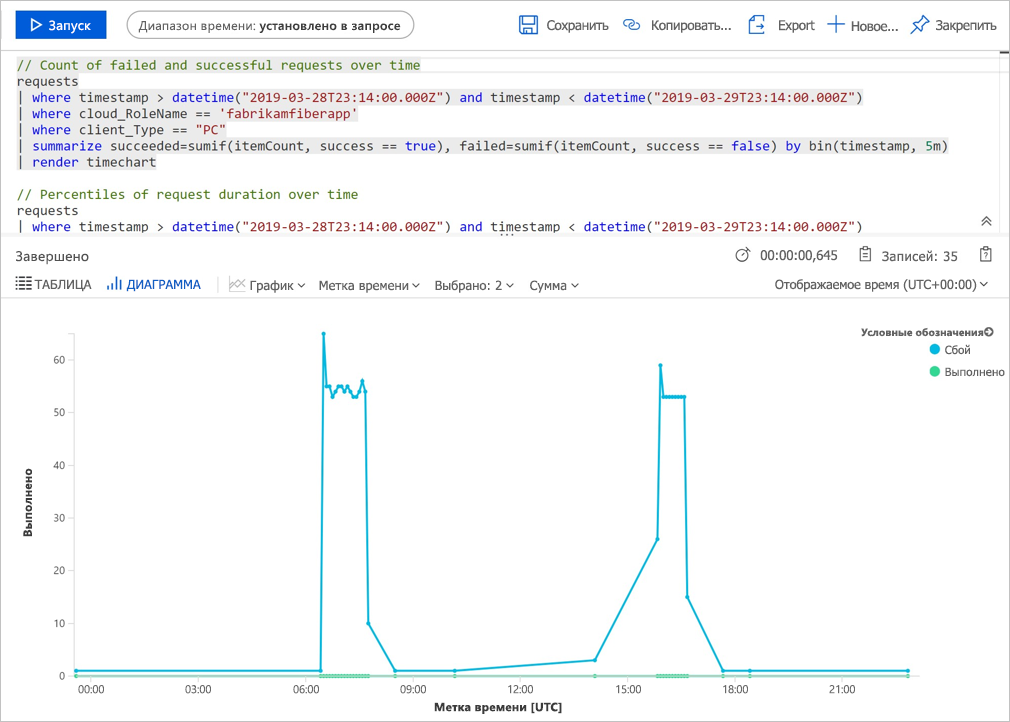 Запуск
Диапазон времени: установлено в запросе
Сохранить
Копировать...
Export
Новое...
Закрепить
// Count of failed and successful requests over time
requests
| where timestamp > datetime("2019-03-28T23:14:00.000Z") and timestamp < datetime("2019-03-29T23:14:00.000Z")
| where cloud_RoleName == 'fabrikamfiberapp'
| where client_Type == "PC"
| summarize succeeded=sumif(itemCount, success == true), failed=sumif(itemCount, success == false) by bin(timestamp, 5m)
| render timechart
// Percentiles of request duration over time
requests
| where timestamp > datetime("2019-03-28T23:14:00.000Z") and timestamp < datetime("2019-03-29T23:14:00.000Z")
Завершено
00:00:00,645
Записей: 35
ТАБЛИЦА
ДИАГРАММА
График
Метка времени
Выбрано: 2
Сумма
Отображаемое время (UTC+00:00)
Условные обозначения
Сбой
Выполнено
Выполнено
60
50
40
30
20
10
0
00:00
03:00
06:00
09:00
12:00
15:00
18:00
21:00
Метка времени [UTC]